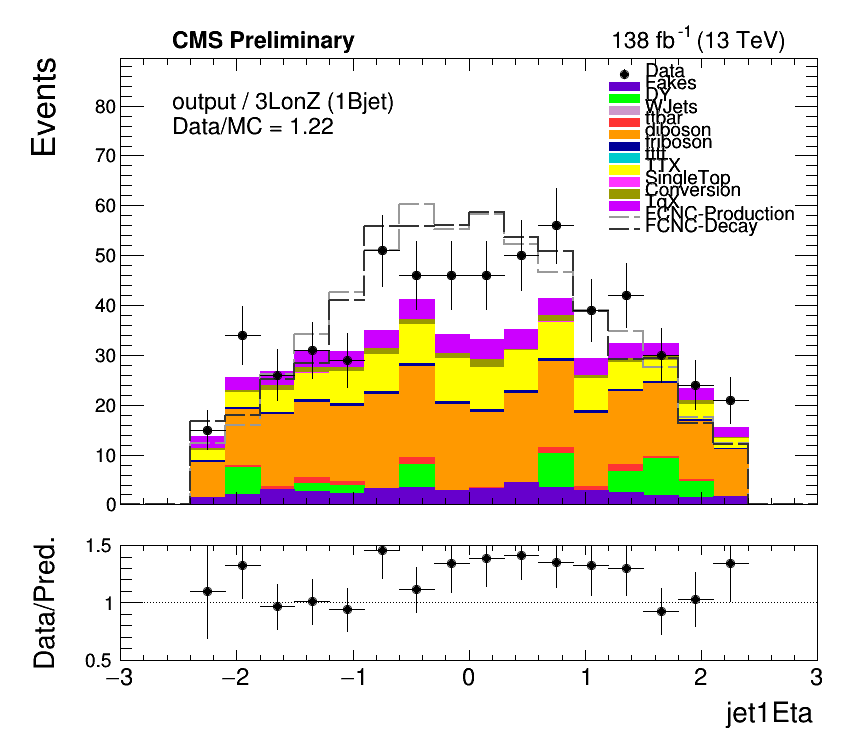 CMS Preliminary
138 fb-1 (13 TeV)
Events
output / 3LonZ (1Bjet)
Data/MC = 1.22
Data
Fakes
DY
WJets
ttbar
diboson
triboson
tttt
TTX
SingleTop
Conversion
TqX
FCNC-Production
FCNC-Decay
80
70
60
50
40
30
20
10
0
Data/Pred.
1.5
1
0.5
−3 −2 −1 0 1 2 3
jet1Eta